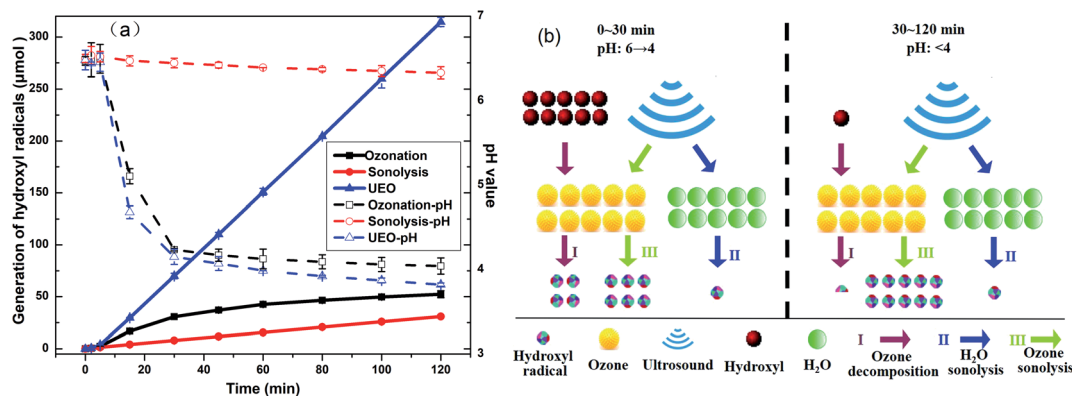 (a)
Generation of hydroxyl radicals (μmol )
300
250
200
150
100
50
0
7
6
5
4
3
pH value
Ozonation
Sonolysis
UEO
Ozonation-pH
Sonolysis-pH
UEO-pH
0 20 40 60 80 100 120
Time (min)
(b)
0~30 min
pH: 6→4
I
III
II
30~120 min
pH: <4
I
III
II
Hydroxyl
radical
Ozone
Ultrasound
Hydroxyl
H₂O
I
Ozone
decomposition
II
H₂O
sonolysis
III
Ozone
sonolysis